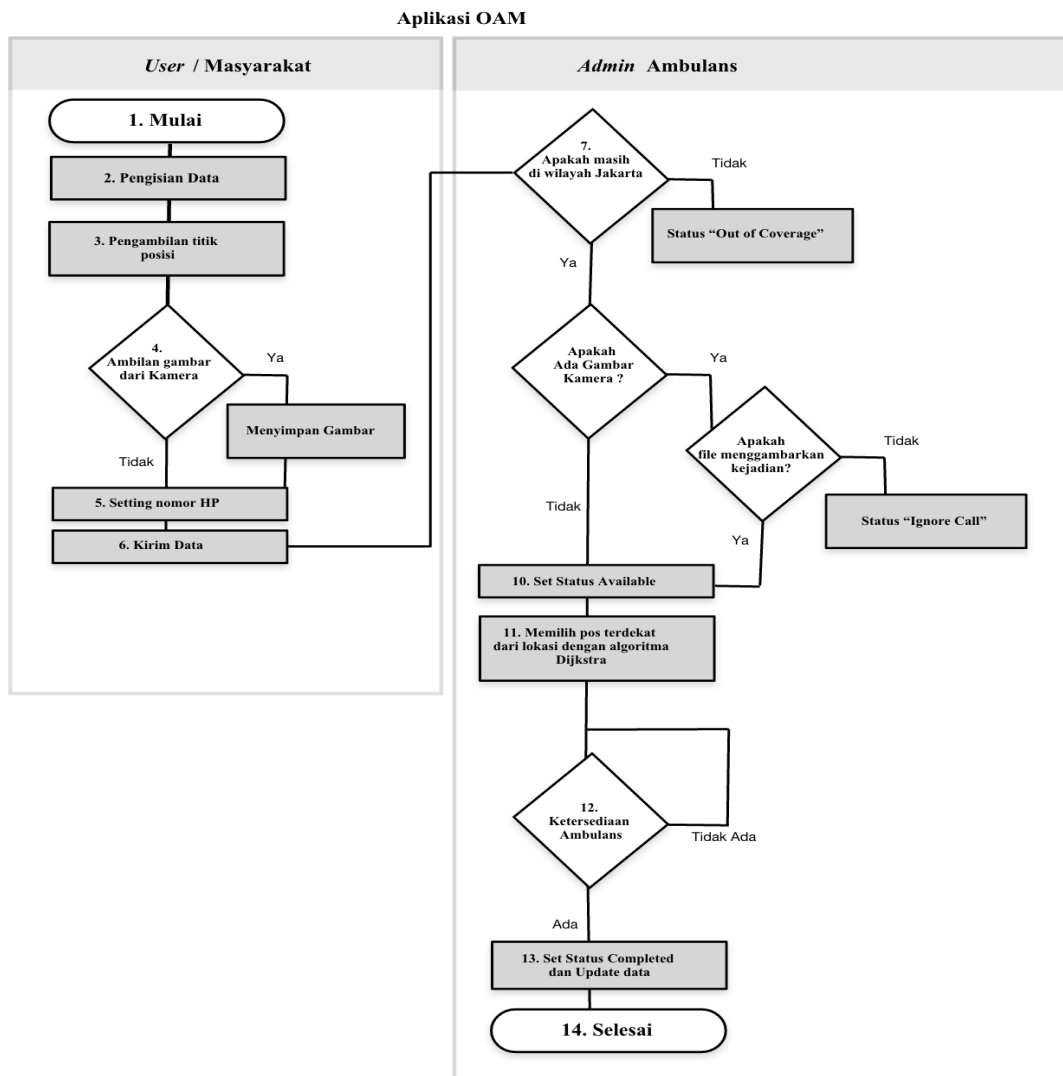 Aplikasi OAM
User / Masyarakat
1. Mulai
2. Pengisian Data
3. Pengambilan titik
posisi
4.
Ambilan gambar
dari Kamera
Ya
Menyimpan Gambar
Tidak
5. Setting nomor HP
6. Kirim Data
Admin Ambulans
7.
Apakah masih
di wilayah Jakarta
Tidak
Status “Out of Coverage”
Ya
Apakah
Ada Gambar
Kamera ?
Ya
Apakah
file menggambarkan
kejadian?
Tidak
Status “Ignore Call”
Tidak
Ya
10. Set Status Available
11. Memilih pos terdekat
dari lokasi dengan algoritma
Dijkstra
12.
Ketersediaan
Ambulans
Tidak Ada
Ada
13. Set Status Completed
dan Update data
14. Selesai